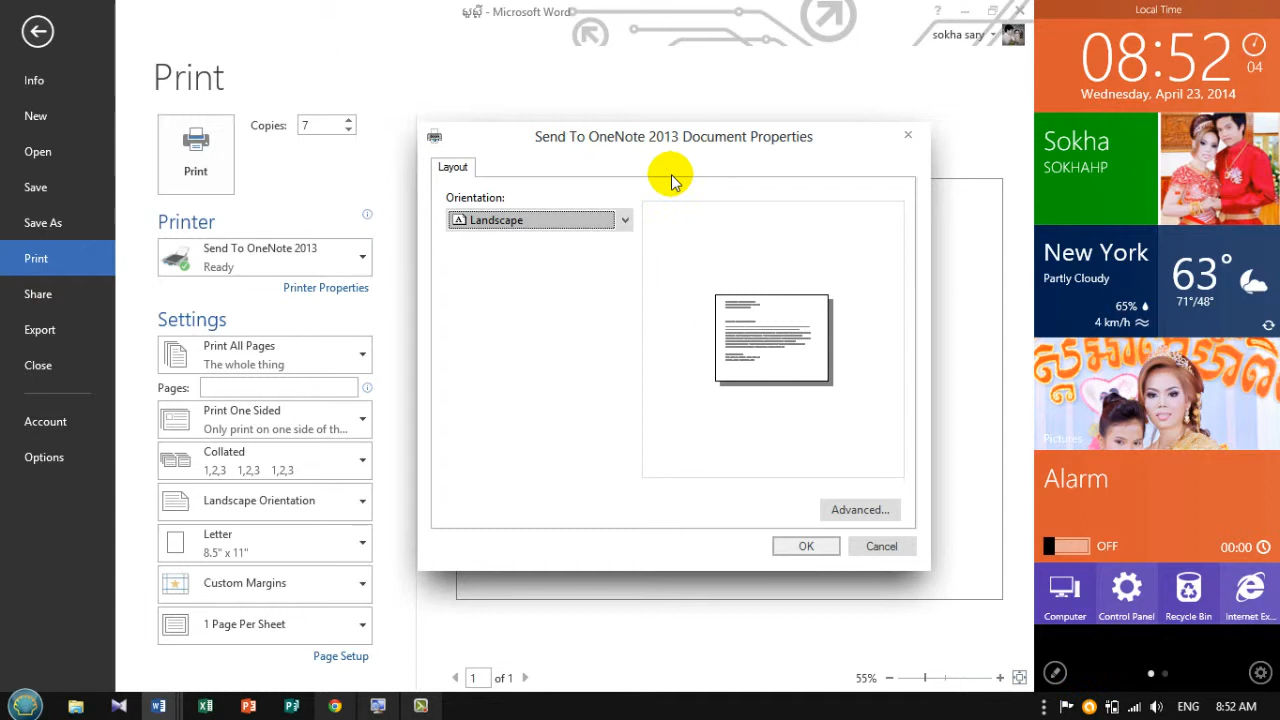 សួស្តី - Microsoft Word
?
sokha sary
Info
New
Open
Save
Save As
Print
Share
Export
Close
Account
Options
Print
Print
Copies: 7
Printer
Send To OneNote 2013
Ready
Printer Properties
Settings
Print All Pages
The whole thing
Pages:
Print One Sided
Only print on one side of th...
Collated
1,2,3 1,2,3 1,2,3
Landscape Orientation
Letter
8.5" x 11"
Custom Margins
1 Page Per Sheet
Page Setup
Send To OneNote 2013 Document Properties
Layout
Orientation:
A Landscape
Advanced...
OK
Cancel
1 of 1
55%
Local Time
08:52
04
Wednesday, April 23, 2014
Sokha
SOKHAHP
New York
Partly Cloudy
63°
71°/48°
65%
4 km/h
Pictures
Alarm
OFF
00:00
Computer
Control Panel
Recycle Bin
Internet Ex...
ENG
8:52 AM